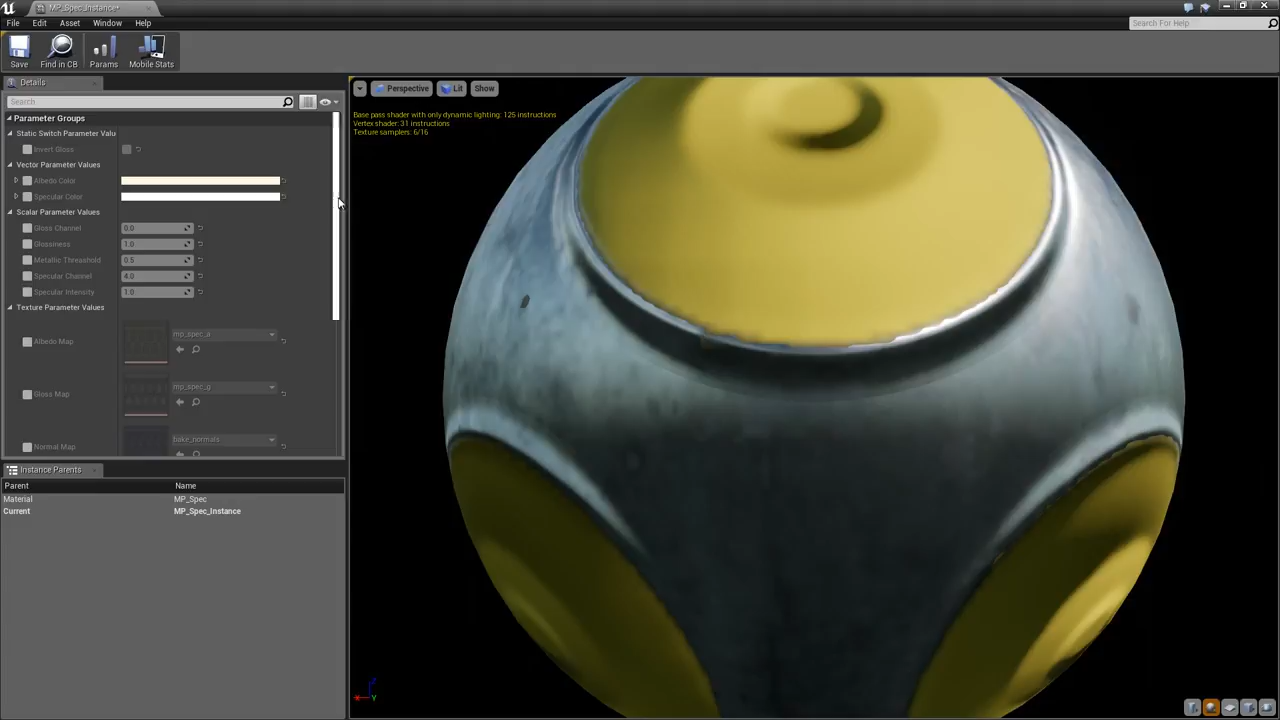 MP_Spec_Instance*
File Edit Asset Window Help
Search For Help
Save Find in CB Params Mobile Stats
Details
Search
Perspective Lit Show
Base pass shader with only dynamic lighting: 125 instructions
Vertex shader: 31 instructions
Texture samplers: 6/16
Parameter Groups
Static Switch Parameter Valu
Invert Gloss
Vector Parameter Values
Albedo Color
Specular Color
Scalar Parameter Values
Gloss Channel 0.0
Glossiness 1.0
Metallic Threashold 0.5
Specular Channel 4.0
Specular Intensity 1.0
Texture Parameter Values
Albedo Map mp_spec_a
Gloss Map mp_spec_g
Normal Map bake_normals
Instance Parents
Parent Name
Material MP_Spec
Current MP_Spec_Instance
Z
Y